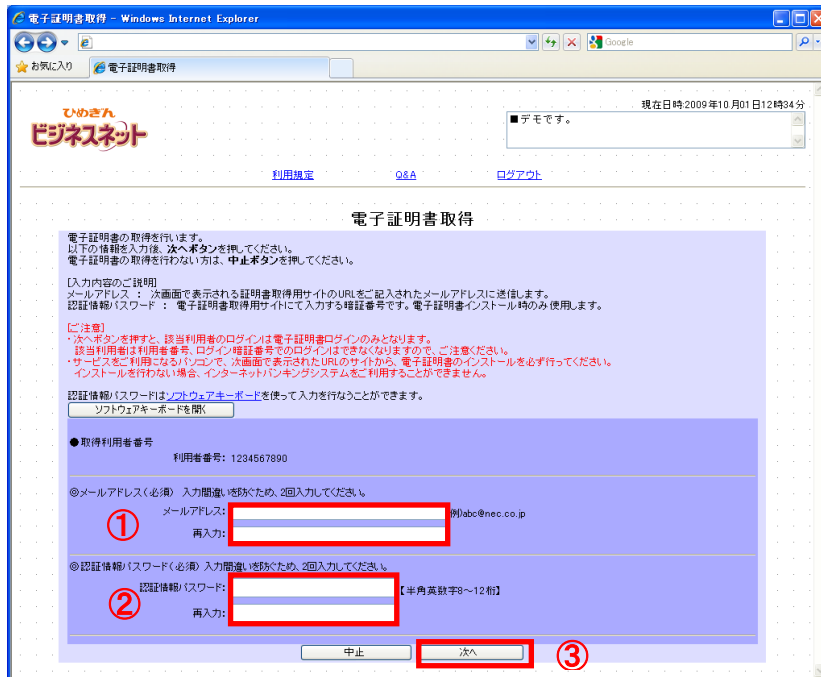 電子証明書取得 - Windows Internet Explorer
Google
お気に入り 電子証明書取得
現在日時:2009年10月01日12時34分
ひめぎん
ビジネスネット
■デモです。
利用規定 Q&A ログアウト
電子証明書取得
電子証明書の取得を行います。
以下の情報を入力後、次へボタンを押してください。
電子証明書の取得を行わない方は、中止ボタンを押してください。
[入力内容のご説明]
メールアドレス : 次画面で表示される証明書取得用サイトのURLをご記入されたメールアドレスに送信します。
認証情報パスワード : 電子証明書取得用サイトにて入力する暗証番号です。電子証明書インストール時のみ使用します。
[ご注意]
・次へボタンを押すと、該当利用者のログインは電子証明書ログインのみとなります。
該当利用者は利用者番号、ログイン暗証番号でのログインはできなくなりますので、ご注意ください。
・サービスをご利用になるパソコンで、次画面で表示されたURLのサイトから、電子証明書のインストールを必ず行ってください。
インストールを行わない場合、インターネットバンキングシステムをご利用することができません。
認証情報パスワードはソフトウェアキーボードを使って入力を行なうことができます。
ソフトウェアキーボードを開く
●取得利用者番号
利用者番号: 1234567890
◎メールアドレス(必須) 入力間違いを防ぐため、2回入力してください。
① メールアドレス: 例)abc@nec.co.jp
再入力:
◎認証情報パスワード(必須) 入力間違いを防ぐため、2回入力してください。
② 認証情報パスワード: 【半角英数字8～12桁】
再入力:
中止 次へ ③